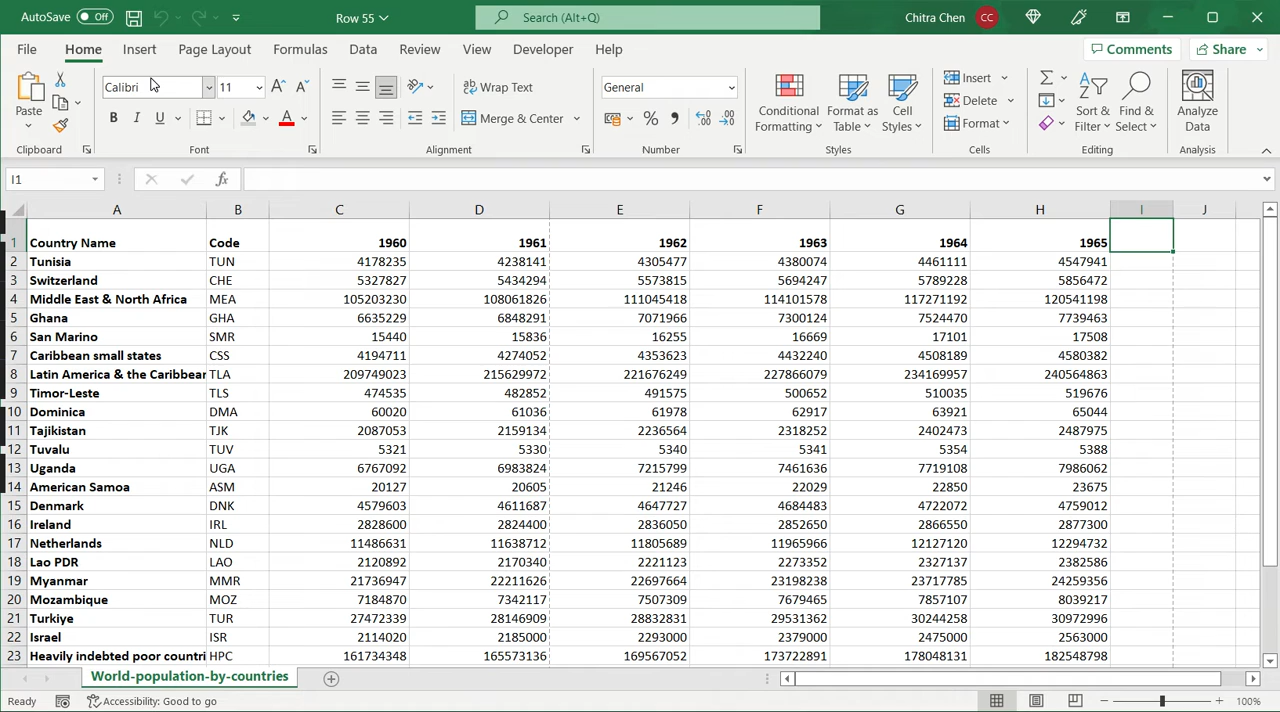 AutoSave Off Row 55 Search (Alt+Q) Chitra Chen CC
File Home Insert Page Layout Formulas Data Review View Developer Help Comments Share
Paste Calibri 11 Wrap Text General Conditional Formatting Format as Table Cell Styles Insert Sort & Filter Find & Select Analyze Data
B I U Merge & Center % Delete
Format
Clipboard Font Alignment Number Styles Cells Editing Analysis
I1 fx
A B C D E F G H I J
1 Country Name Code 1960 1961 1962 1963 1964 1965
2 Tunisia TUN 4178235 4238141 4305477 4380074 4461111 4547941
3 Switzerland CHE 5327827 5434294 5573815 5694247 5789228 5856472
4 Middle East & North Africa MEA 105203230 108061826 111045418 114101578 117271192 120541198
5 Ghana GHA 6635229 6848291 7071966 7300124 7524470 7739463
6 San Marino SMR 15440 15836 16255 16669 17101 17508
7 Caribbean small states CSS 4194711 4274052 4353623 4432240 4508189 4580382
8 Latin America & the Caribbean TLA 209749023 215629972 221676249 227866079 234169957 240564863
9 Timor-Leste TLS 474535 482852 491575 500652 510035 519676
10 Dominica DMA 60020 61036 61978 62917 63921 65044
11 Tajikistan TJK 2087053 2159134 2236564 2318252 2402473 2487975
12 Tuvalu TUV 5321 5330 5340 5341 5354 5388
13 Uganda UGA 6767092 6983824 7215799 7461636 7719108 7986062
14 American Samoa ASM 20127 20605 21246 22029 22850 23675
15 Denmark DNK 4579603 4611687 4647727 4684483 4722072 4759012
16 Ireland IRL 2828600 2824400 2836050 2852650 2866550 2877300
17 Netherlands NLD 11486631 11638712 11805689 11965966 12127120 12294732
18 Lao PDR LAO 2120892 2170340 2221123 2273352 2327137 2382586
19 Myanmar MMR 21736947 22211626 22697664 23198238 23717785 24259356
20 Mozambique MOZ 7184870 7342117 7507309 7679465 7857107 8039217
21 Turkiye TUR 27472339 28146909 28832831 29531362 30244258 30972996
22 Israel ISR 2114020 2185000 2293000 2379000 2475000 2563000
23 Heavily indebted poor countri HPC 161734348 165573136 169567052 173722891 178048131 182548798
World-population-by-countries
Ready Accessibility: Good to go 100%